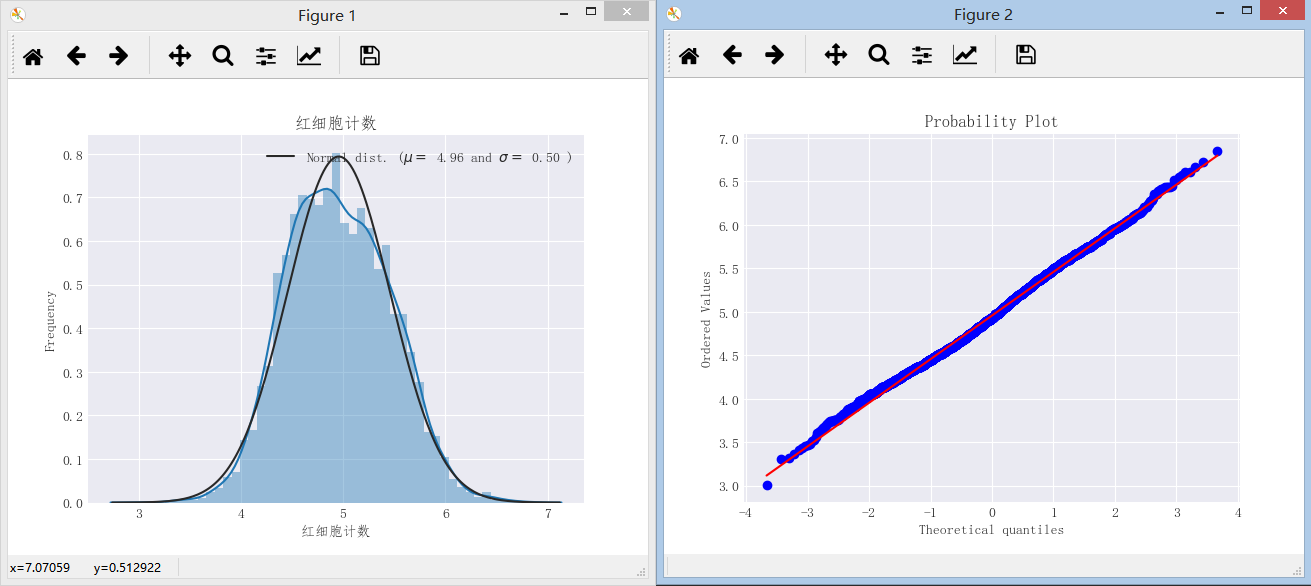 Figure 1
红细胞计数
Normal dist. (μ= 4.96 and σ= 0.50 )
0.8
0.7
0.6
0.5
0.4
0.3
0.2
0.1
0.0
Frequency
3 4 5 6 7
红细胞计数
x=7.07059 y=0.512922
Figure 2
Probability Plot
7.0
6.5
6.0
5.5
5.0
4.5
4.0
3.5
3.0
Ordered Values
−4 −3 −2 −1 0 1 2 3 4
Theoretical quantiles